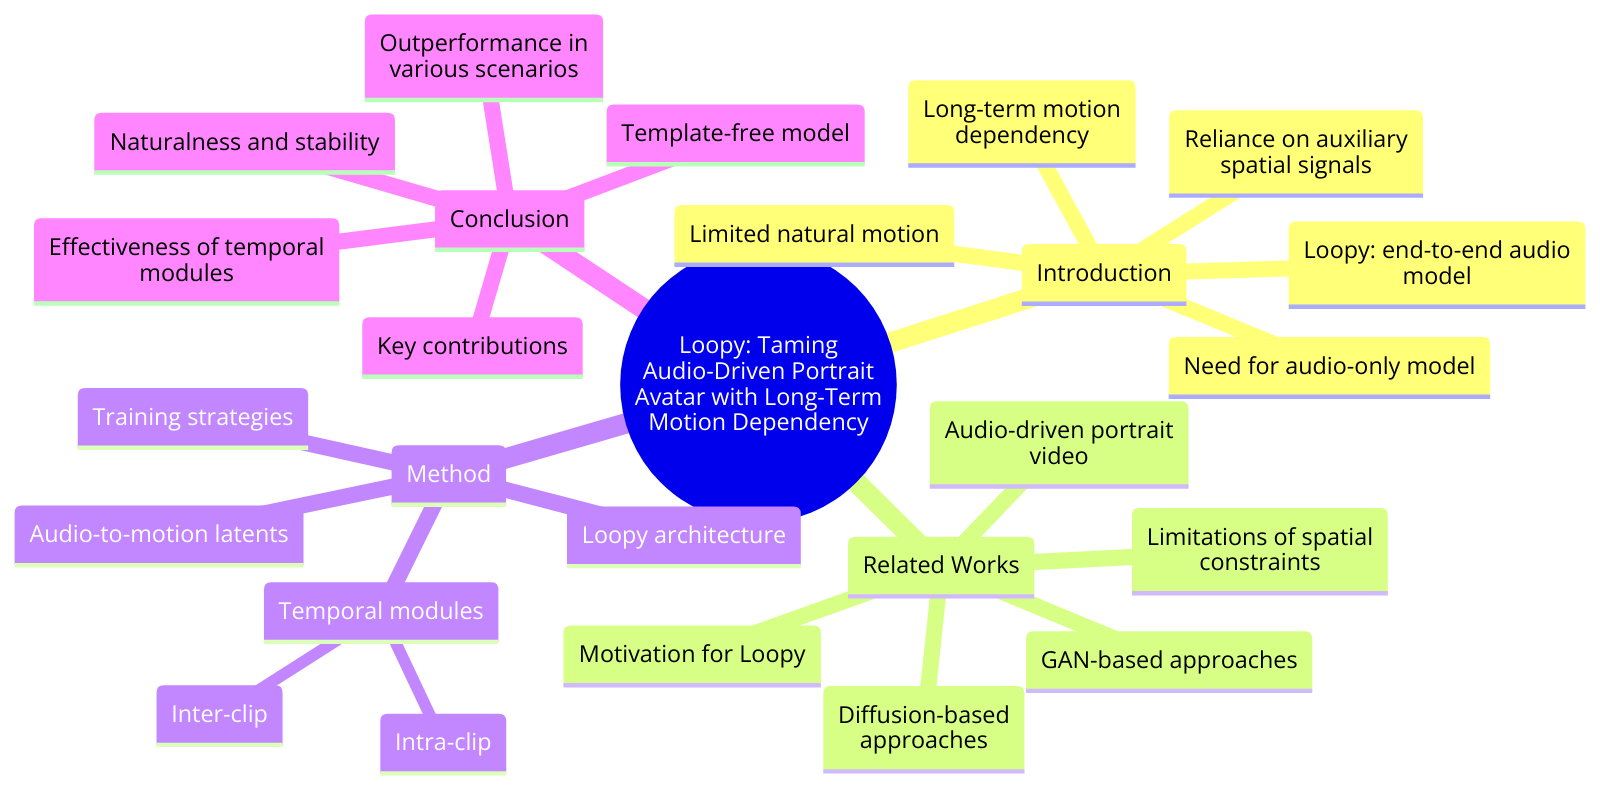 Outperformance in
various scenarios
Naturalness and stability
Template-free model
Conclusion
Effectiveness of temporal
modules
Key contributions
Long-term motion
dependency
Reliance on auxiliary
spatial signals
Limited natural motion
Introduction
Loopy: end-to-end audio
model
Need for audio-only model
Loopy: Taming
Audio-Driven Portrait
Avatar with Long-Term
Motion Dependency
Training strategies
Method
Audio-to-motion latents
Loopy architecture
Temporal modules
Inter-clip
Intra-clip
Audio-driven portrait
video
Related Works
Limitations of spatial
constraints
Motivation for Loopy
GAN-based approaches
Diffusion-based
approaches